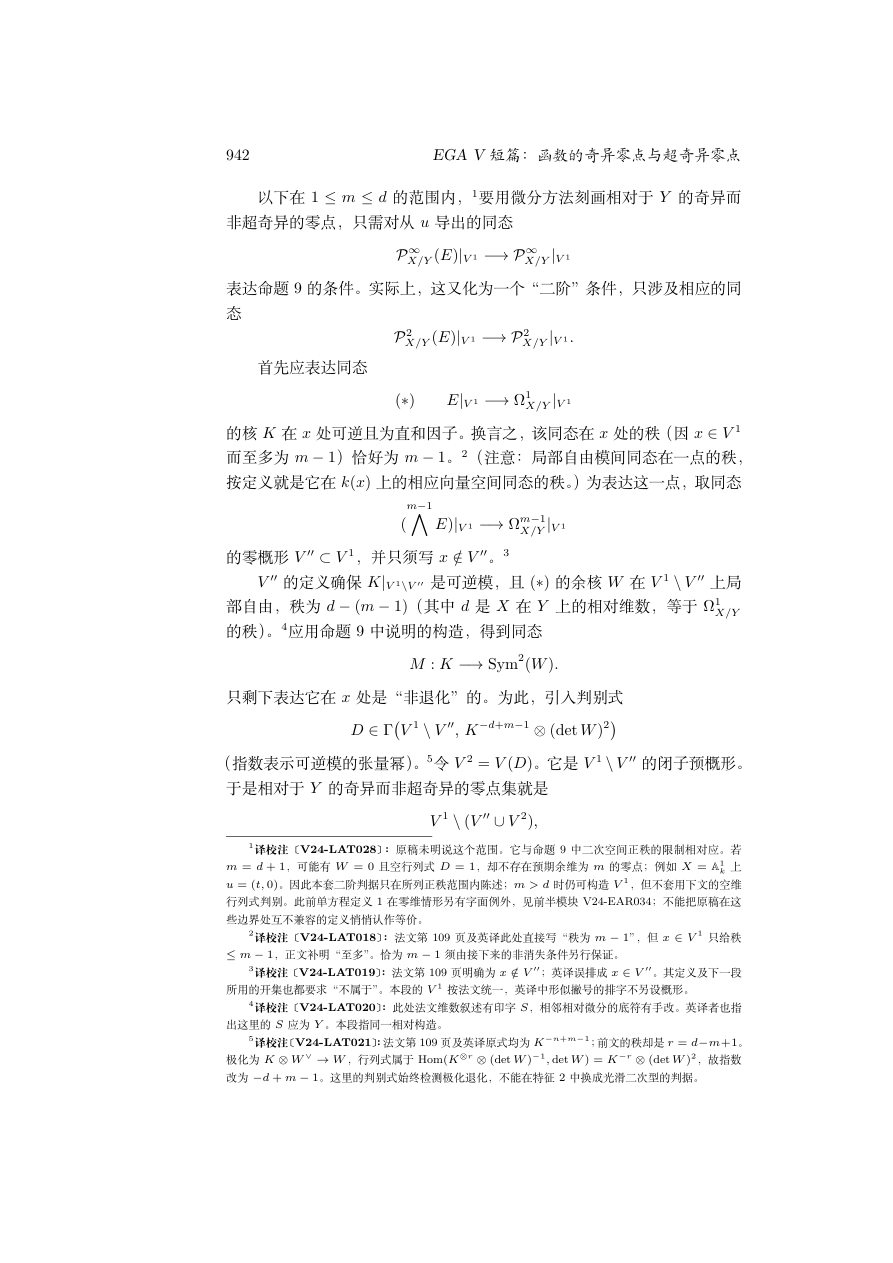 942 EGA V 短篇：函数的奇异零点与超奇异零点
以下在 1 ≤ m ≤ d 的范围内，¹要用微分方法刻画相对于 Y 的奇异而
非超奇异的零点，只需对从 u 导出的同态
𝒫^∞_{X/Y}(E)|_{V¹} ⟶ 𝒫^∞_{X/Y}|_{V¹}
表达命题 9 的条件。实际上，这又化为一个“二阶”条件，只涉及相应的同
态
𝒫²_{X/Y}(E)|_{V¹} ⟶ 𝒫²_{X/Y}|_{V¹}.
首先应表达同态
(∗) E|_{V¹} ⟶ Ω¹_{X/Y}|_{V¹}
的核 K 在 x 处可逆且为直和因子。换言之，该同态在 x 处的秩（因 x ∈ V¹
而至多为 m − 1）恰好为 m − 1。²（注意：局部自由模间同态在一点的秩，
按定义就是它在 k(x) 上的相应向量空间同态的秩。）为表达这一点，取同态
(⋀^{m−1} E)|_{V¹} ⟶ Ω^{m−1}_{X/Y}|_{V¹}
的零概形 V′′ ⊂ V¹，并只须写 x ∉ V′′。³
V′′ 的定义确保 K|_{V¹\V′′} 是可逆模，且 (∗) 的余核 W 在 V¹ \ V′′ 上局
部自由，秩为 d − (m − 1)（其中 d 是 X 在 Y 上的相对维数，等于 Ω¹_{X/Y}
的秩）。⁴应用命题 9 中说明的构造，得到同态
M : K ⟶ Sym²(W).
只剩下表达它在 x 处是“非退化”的。为此，引入判别式
D ∈ Γ(V¹ \ V′′, K^{−d+m−1} ⊗ (det W)²)
（指数表示可逆模的张量幂）。⁵令 V² = V(D)。它是 V¹ \ V′′ 的闭子预概形。
于是相对于 Y 的奇异而非超奇异的零点集就是
V¹ \ (V′′ ∪ V²),
¹译校注〔V24-LAT028〕：原稿未明说这个范围。它与命题 9 中二次空间正秩的限制相对应。若
m = d + 1，可能有 W = 0 且空行列式 D = 1，却不存在预期余维为 m 的零点；例如 X = 𝔸¹_k 上
u = (t, 0)。因此本套二阶判据只在所列正秩范围内陈述；m > d 时仍可构造 V¹，但不套用下文的空维
行列式判别。此前单方程定义 1 在零维情形另有字面例外，见前半模块 V24-EAR034；不能把原稿在这
些边界处互不兼容的定义悄悄认作等价。
²译校注〔V24-LAT018〕：法文第 109 页及英译此处直接写“秩为 m − 1”，但 x ∈ V¹ 只给秩
≤ m − 1，正文补明“至多”。恰为 m − 1 须由接下来的非消失条件另行保证。
³译校注〔V24-LAT019〕：法文第 109 页明确为 x ∉ V′′；英译误排成 x ∈ V′′。其定义及下一段
所用的开集也都要求“不属于”。本段的 V¹ 按法文统一，英译中形似撇号的排字不另设概形。
⁴译校注〔V24-LAT020〕：此处法文维数叙述有印字 S，相邻相对微分的底符有手改。英译者也指
出这里的 S 应为 Y。本段指同一相对构造。
⁵译校注〔V24-LAT021〕：法文第 109 页及英译原式均为 K^{−n+m−1}；前文的秩却是 r = d−m+1。
极化为 K ⊗ W^∨ → W，行列式属于 Hom(K^{⊗r} ⊗ (det W)^{−1}, det W) = K^{−r} ⊗ (det W)²，故指数
改为 −d + m − 1。这里的判别式始终检测极化退化，不能在特征 2 中换成光滑二次型的判据。